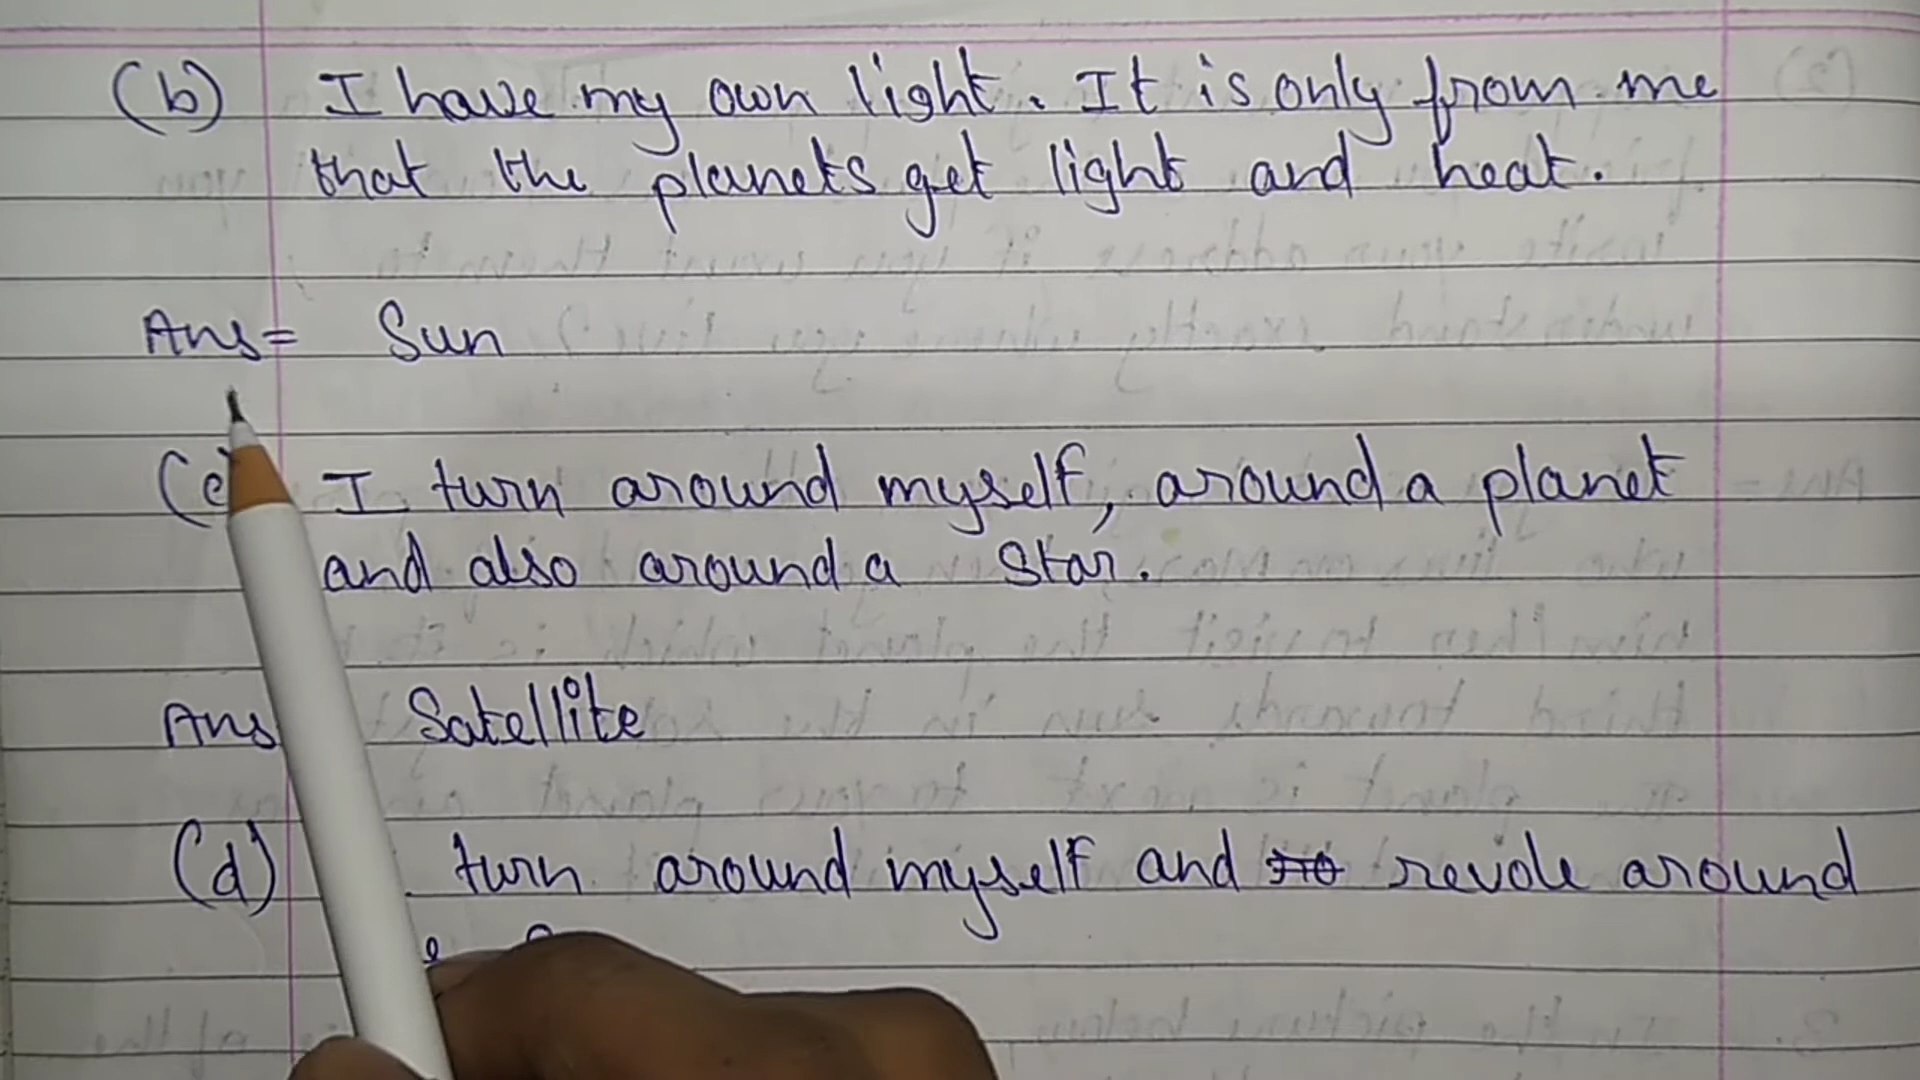 (b) I have my own light. It is only from me
that the planets get light and heat.
Ans= Sun
(c) I turn around myself, around a planet
and also around a star.
Ans Satellite
(d) turn around myself and revole around